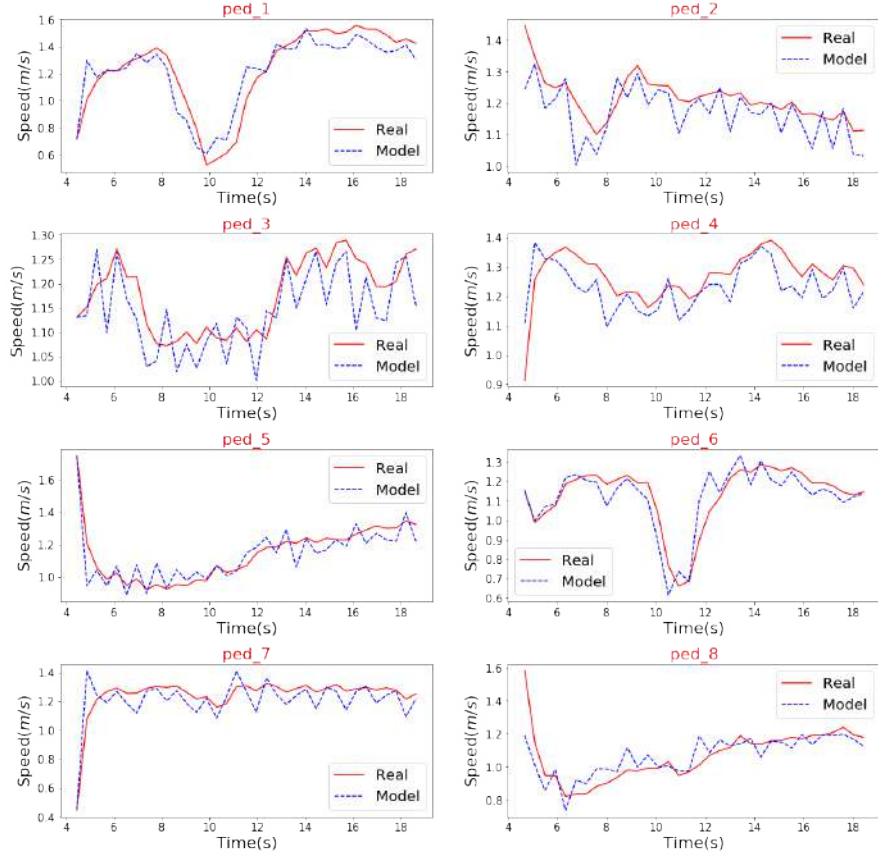 ped_1
Speed(m/s)
1.6
1.4
1.2
1.0
0.8
0.6
Real
Model
4 6 8 10 12 14 16 18
Time(s)
ped_2
Speed(m/s)
1.4
1.3
1.2
1.1
1.0
Real
Model
4 6 8 10 12 14 16 18
Time(s)
ped_3
Speed(m/s)
1.30
1.25
1.20
1.15
1.10
1.05
1.00
Real
Model
4 6 8 10 12 14 16 18
Time(s)
ped_4
Speed(m/s)
1.4
1.3
1.2
1.1
1.0
0.9
Real
Model
4 6 8 10 12 14 16 18
Time(s)
ped_5
Speed(m/s)
1.6
1.4
1.2
1.0
Real
Model
4 6 8 10 12 14 16 18
Time(s)
ped_6
Speed(m/s)
1.3
1.2
1.1
1.0
0.9
0.8
0.7
0.6
Real
Model
4 6 8 10 12 14 16 18
Time(s)
ped_7
Speed(m/s)
1.4
1.2
1.0
0.8
0.6
0.4
Real
Model
4 6 8 10 12 14 16 18
Time(s)
ped_8
Speed(m/s)
1.6
1.4
1.2
1.0
0.8
Real
Model
4 6 8 10 12 14 16 18
Time(s)